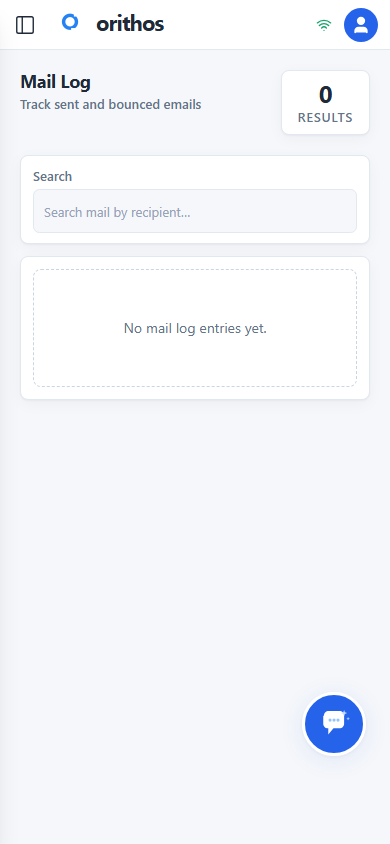 orithos
Mail Log
Track sent and bounced emails
0
RESULTS
Search
Search mail by recipient...
No mail log entries yet.